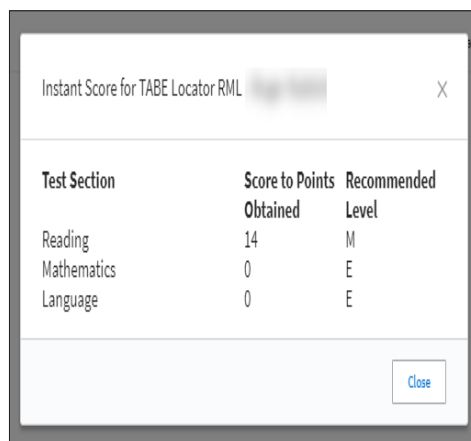 Instant Score for TABE Locator RML
Test Section Score to Points Obtained Recommended Level
Reading 14 M
Mathematics 0 E
Language 0 E
Close